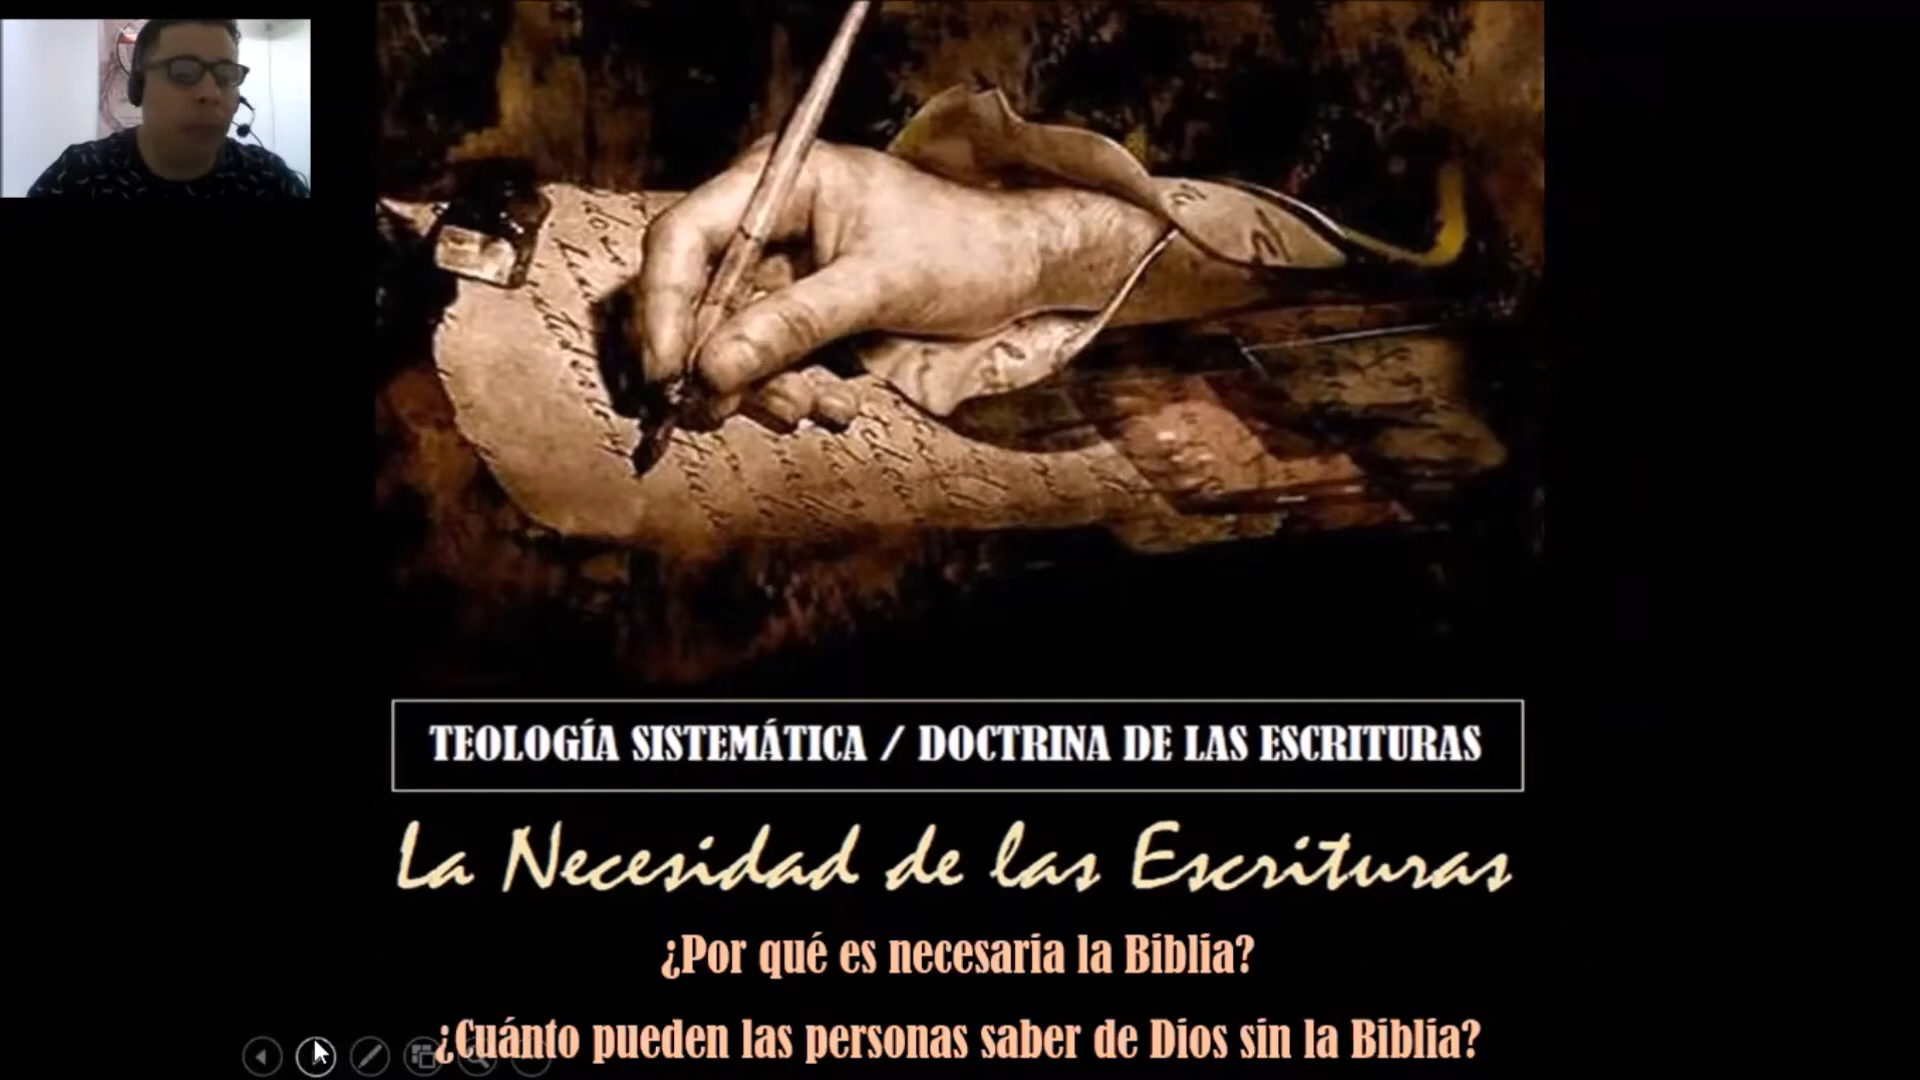 TEOLOGÍA SISTEMÁTICA / DOCTRINA DE LAS ESCRITURAS
La Necesidad de las Escrituras
¿Por qué es necesaria la Biblia?
¿Cuánto pueden las personas saber de Dios sin la Biblia?